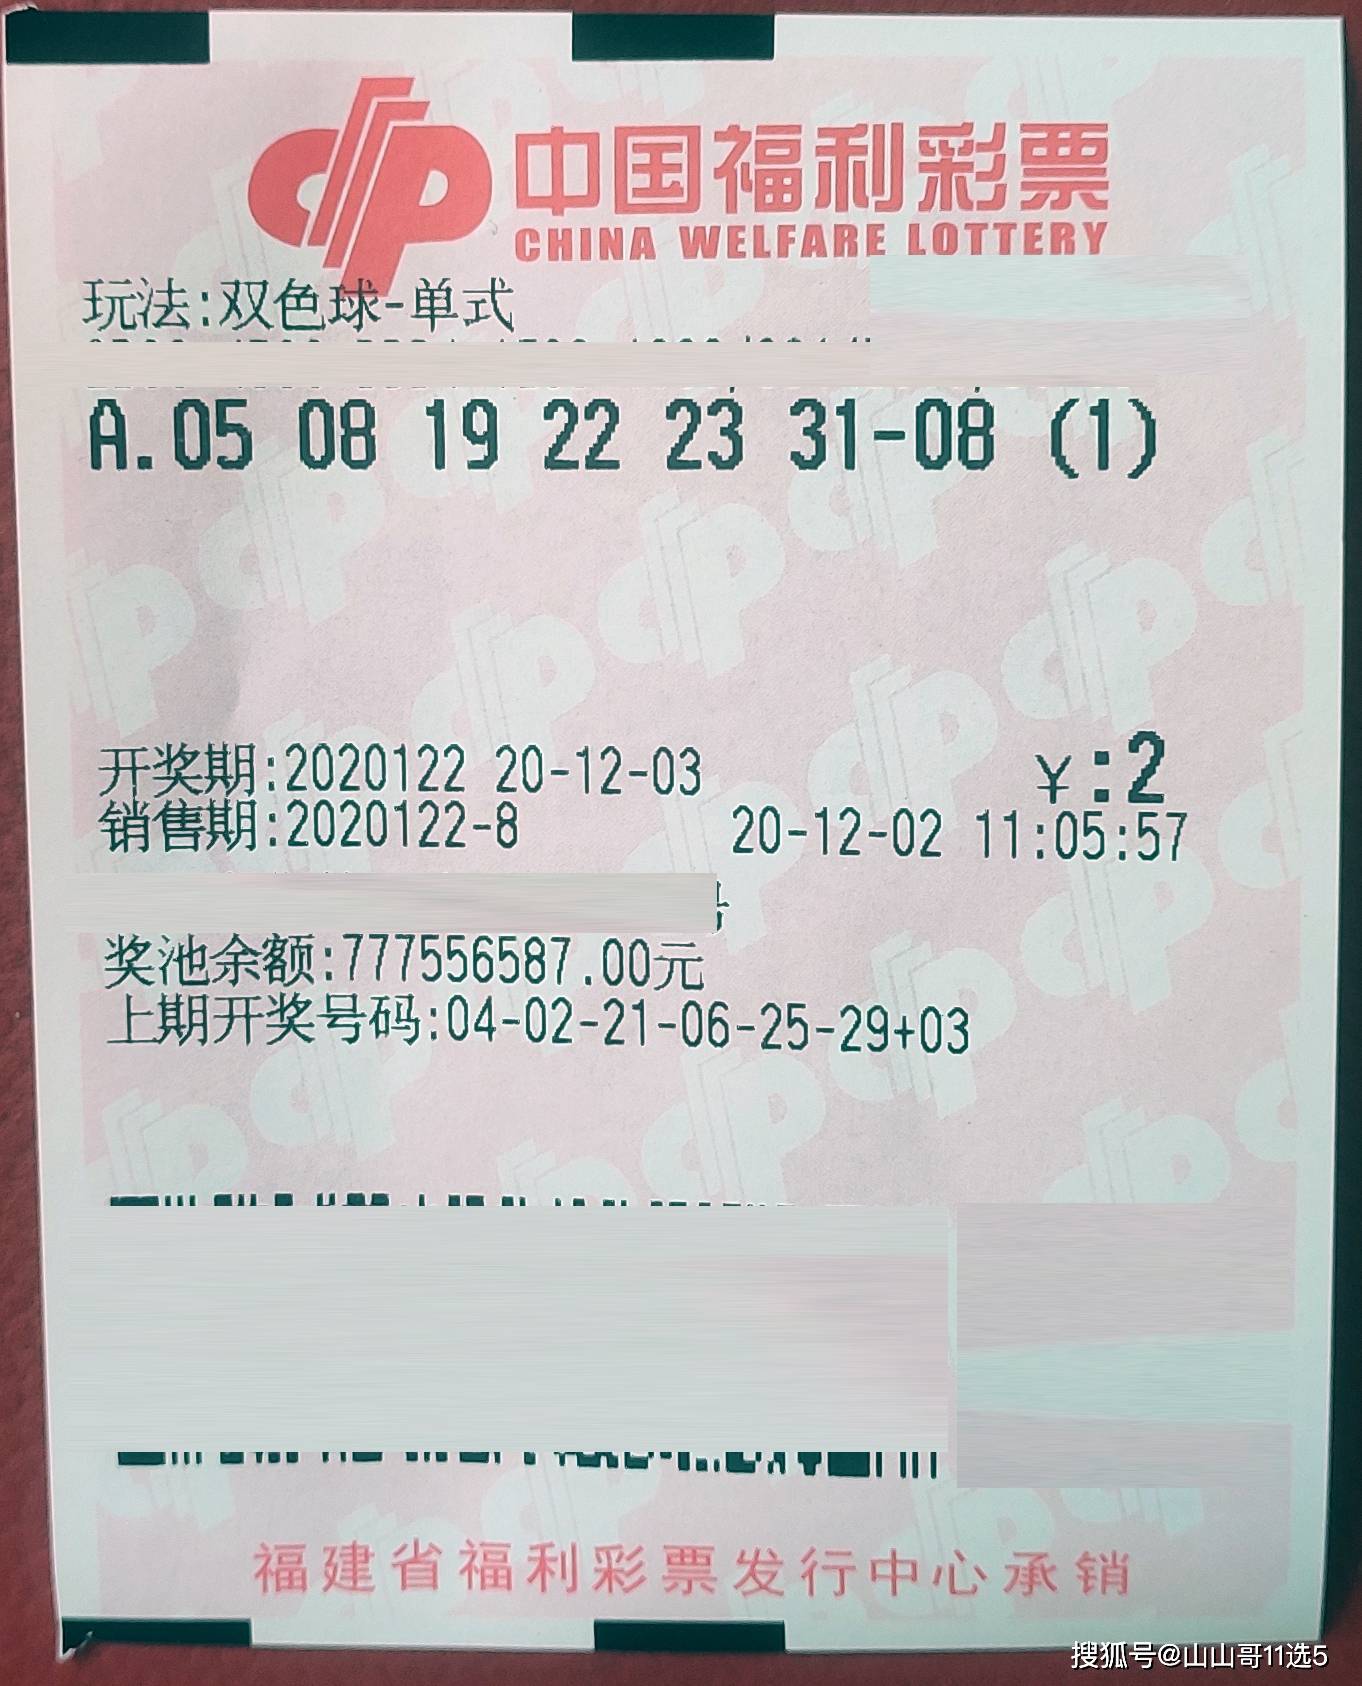 中国福利彩票
CHINA WELFARE LOTTERY
玩法:双色球-单式
A.05 08 19 22 23 31-08 (1)
开奖期:2020122 20-12-03 ¥:2
销售期:2020122-8 20-12-02 11:05:57
奖池余额:777556587.00元
上期开奖号码:04-02-21-06-25-29+03
福建省福利彩票发行中心承销
搜狐号@山山哥11选5